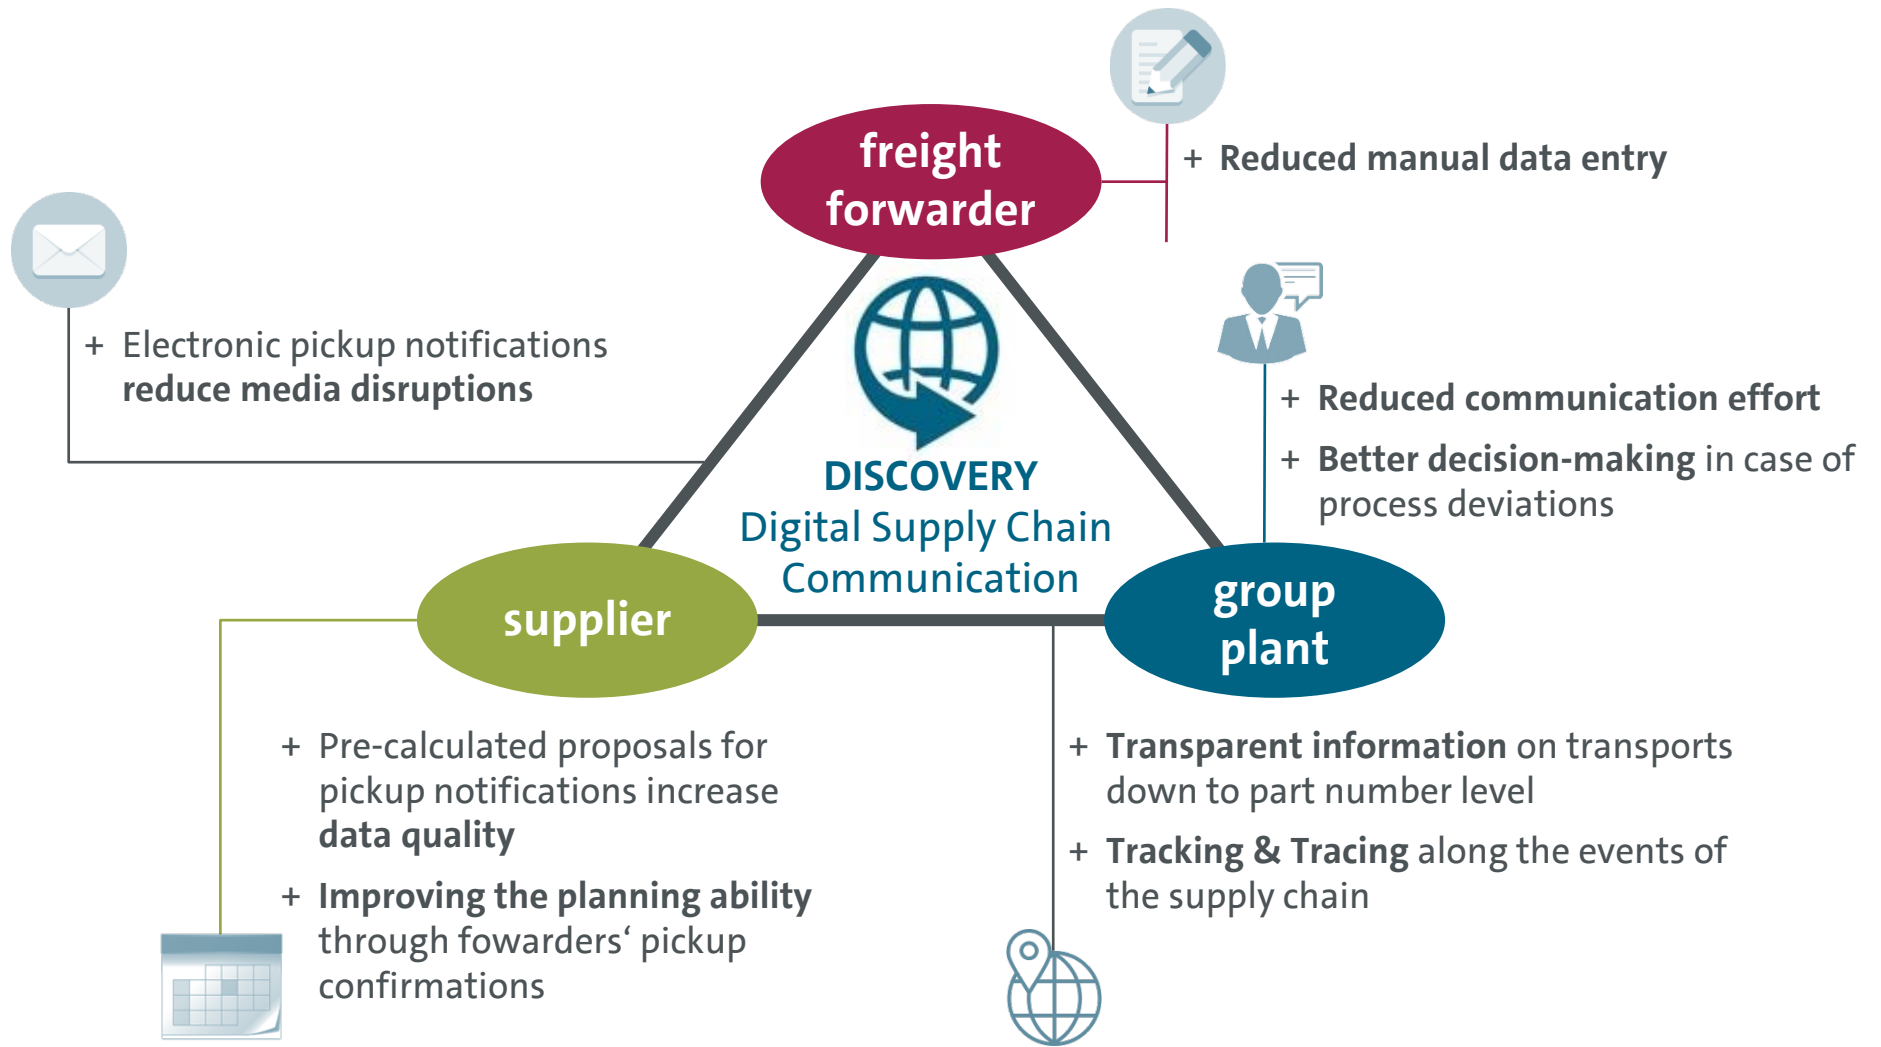 freight
forwarder
+ Reduced manual data entry
+ Electronic pickup notifications
reduce media disruptions
+ Reduced communication effort
+ Better decision-making in case of
process deviations
DISCOVERY
Digital Supply Chain
Communication
supplier
group
plant
+ Pre-calculated proposals for
pickup notifications increase
data quality
+ Improving the planning ability
through fowarders‘ pickup
confirmations
+ Transparent information on transports
down to part number level
+ Tracking & Tracing along the events of
the supply chain